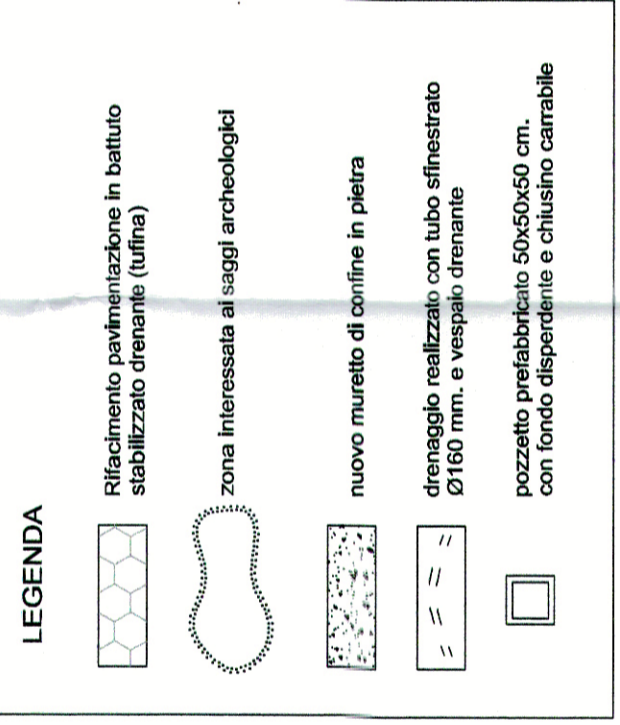 LEGENDA
Rifacimento pavimentazione in battuto
stabilizzato drenante (tufina)
zona interessata ai saggi archeologici
nuovo muretto di confine in pietra
drenaggio realizzato con tubo sfinestrato
Ø160 mm. e vespaio drenante
pozzetto prefabbricato 50x50x50 cm.
con fondo disperdente e chiusino carrabile